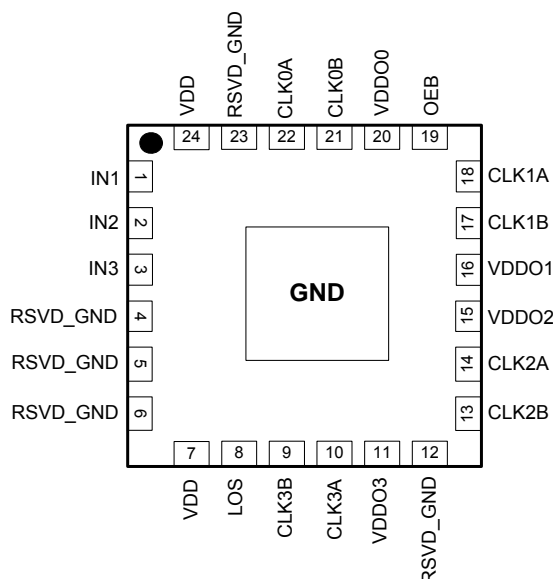 VDD RSVD_GND CLK0A CLK0B VDDO0 OEB
24 23 22 21 20 19
IN1 1 18 CLK1A
IN2 2 17 CLK1B
IN3 3 16 VDDO1
GND
RSVD_GND 4 15 VDDO2
RSVD_GND 5 14 CLK2A
RSVD_GND 6 13 CLK2B
7 8 9 10 11 12
VDD LOS CLK3B CLK3A VDDO3 RSVD_GND